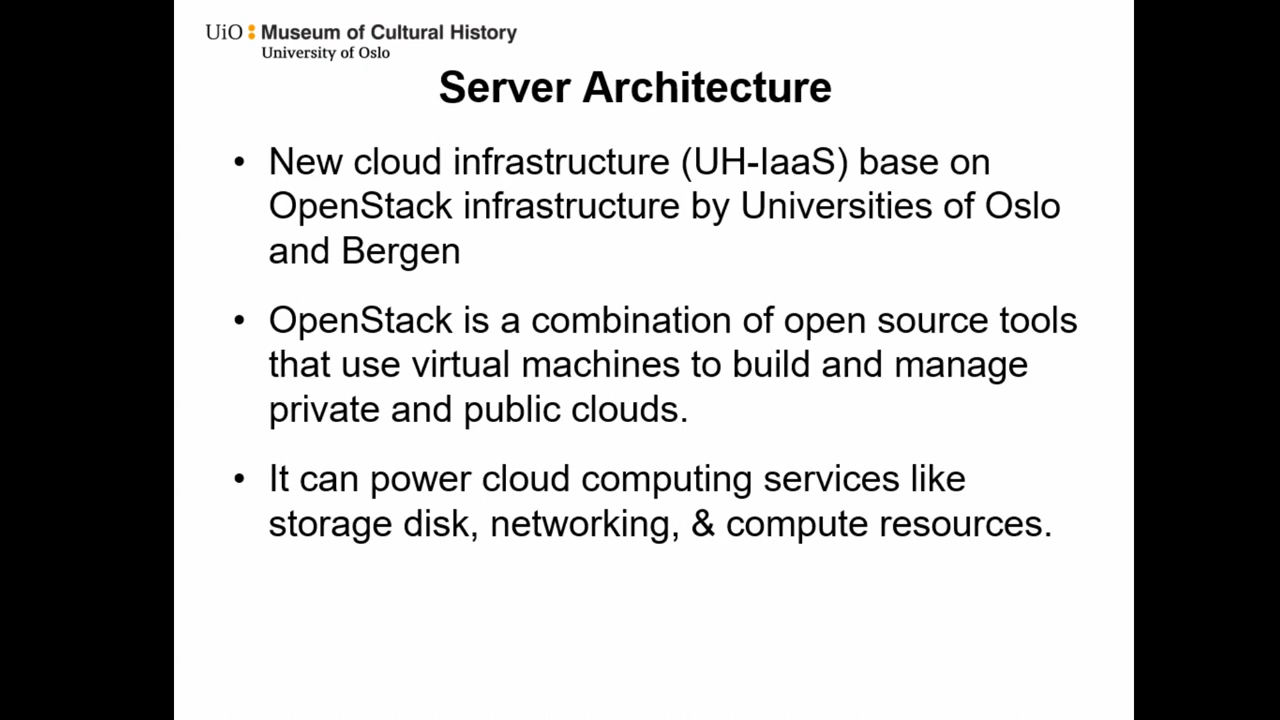 UiO : Museum of Cultural History
University of Oslo
Server Architecture
• New cloud infrastructure (UH-IaaS) base on
OpenStack infrastructure by Universities of Oslo
and Bergen
• OpenStack is a combination of open source tools
that use virtual machines to build and manage
private and public clouds.
• It can power cloud computing services like
storage disk, networking, & compute resources.